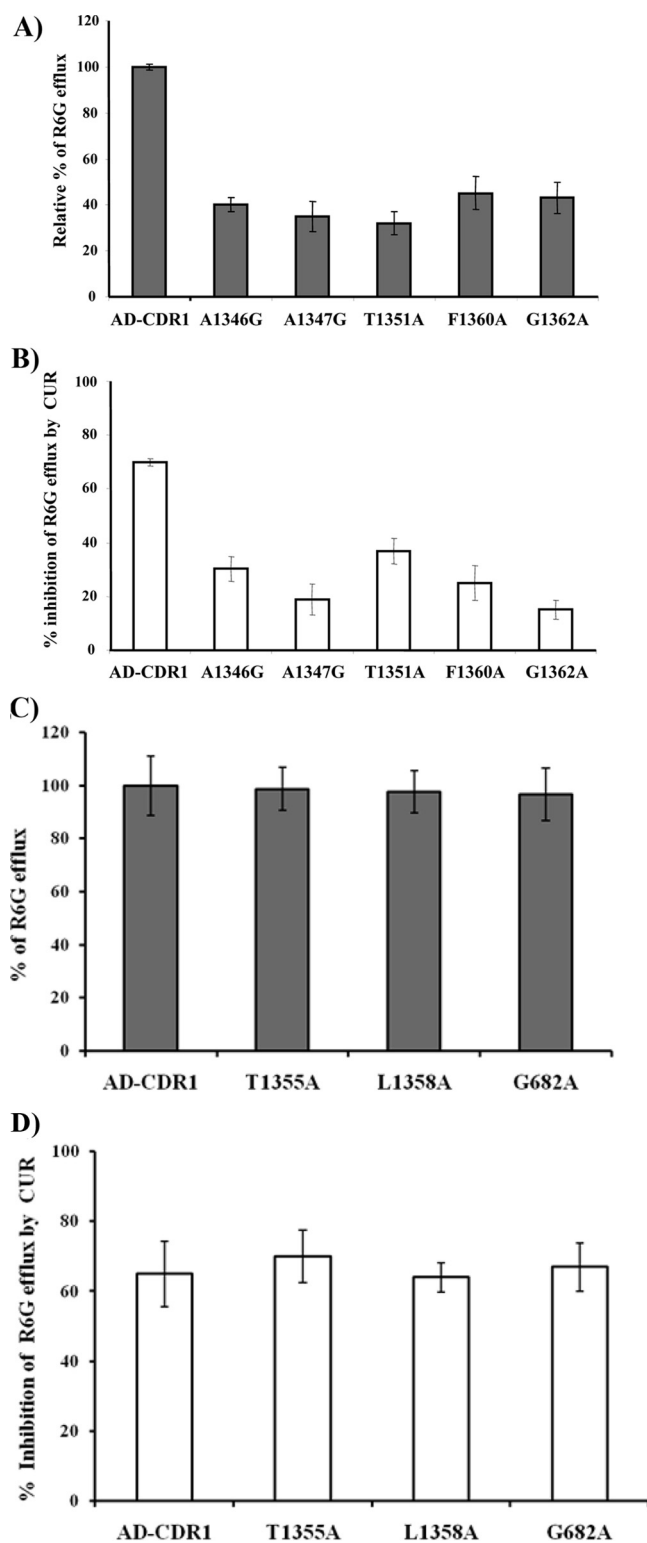 A)
Relative % of R6G efflux
120
100
80
60
40
20
0
AD-CDR1 A1346G A1347G T1351A F1360A G1362A
B)
% inhibition of R6G efflux by CUR
100
80
60
40
20
0
AD-CDR1 A1346G A1347G T1351A F1360A G1362A
C)
% of R6G efflux
120
100
80
60
40
20
0
AD-CDR1 T1355A L1358A G682A
D)
% Inhibition of R6G efflux by CUR
100
80
60
40
20
0
AD-CDR1 T1355A L1358A G682A